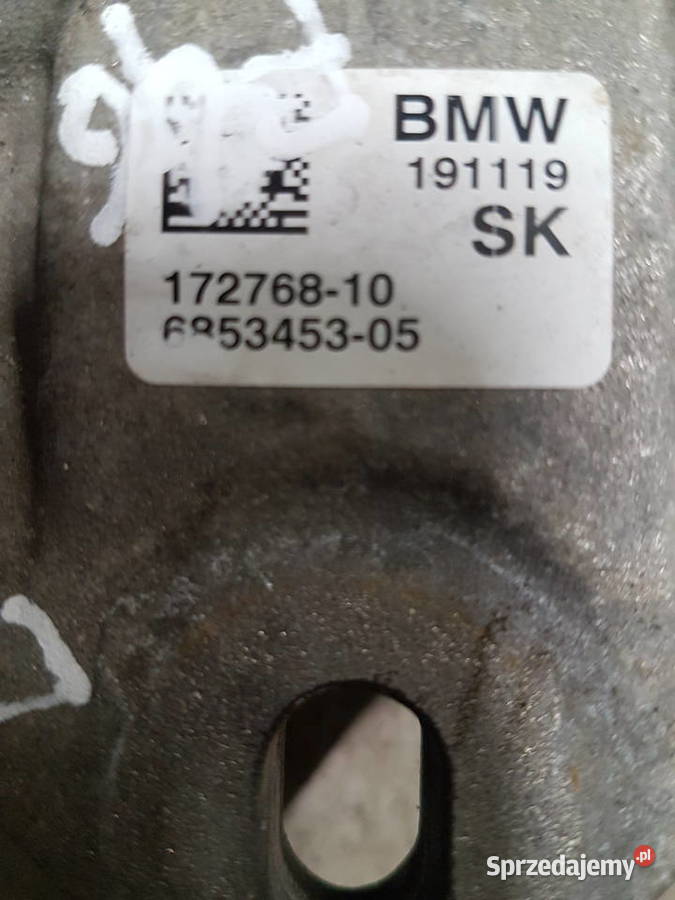 BMW
191119
SK
172768-10
6853453-05
Sprzedajemy.pl